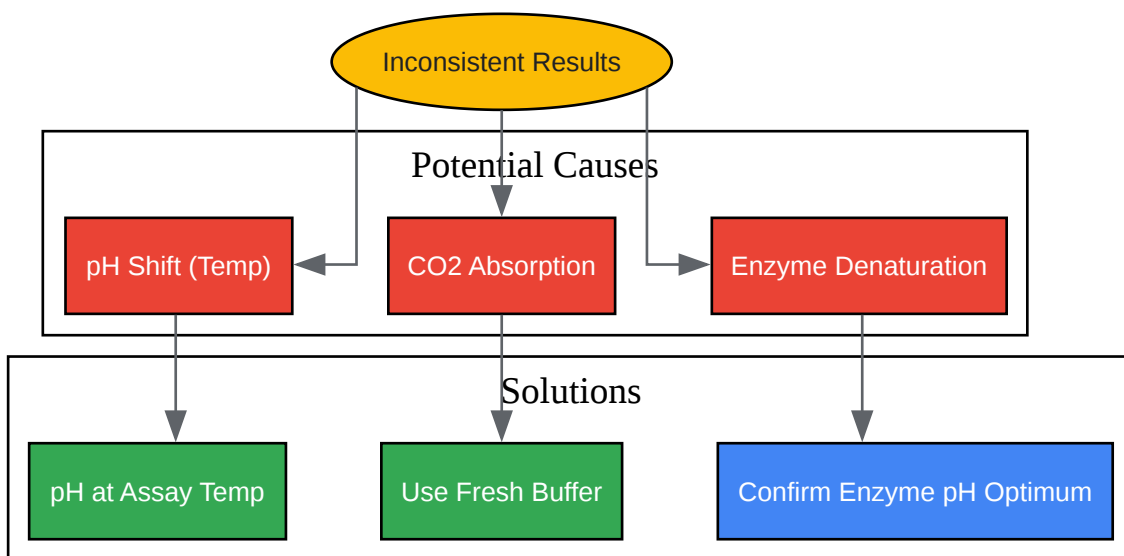 Inconsistent Results
Potential Causes
pH Shift (Temp)
CO2 Absorption
Enzyme Denaturation
Solutions
pH at Assay Temp
Use Fresh Buffer
Confirm Enzyme pH Optimum